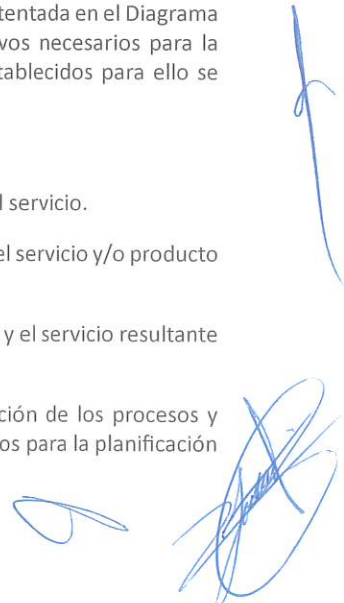 tentada en el Diagrama
vos necesarios para la
tablecidos para ello se
l servicio.
el servicio y/o producto
y el servicio resultante
ción de los procesos y
os para la planificación